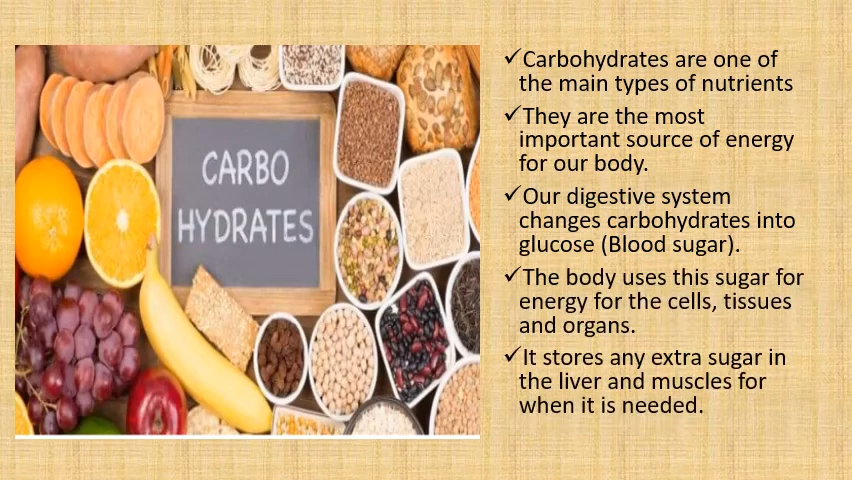 CARBO
HYDRATES
✓Carbohydrates are one of
the main types of nutrients
✓They are the most
important source of energy
for our body.
✓Our digestive system
changes carbohydrates into
glucose (Blood sugar).
✓The body uses this sugar for
energy for the cells, tissues
and organs.
✓It stores any extra sugar in
the liver and muscles for
when it is needed.